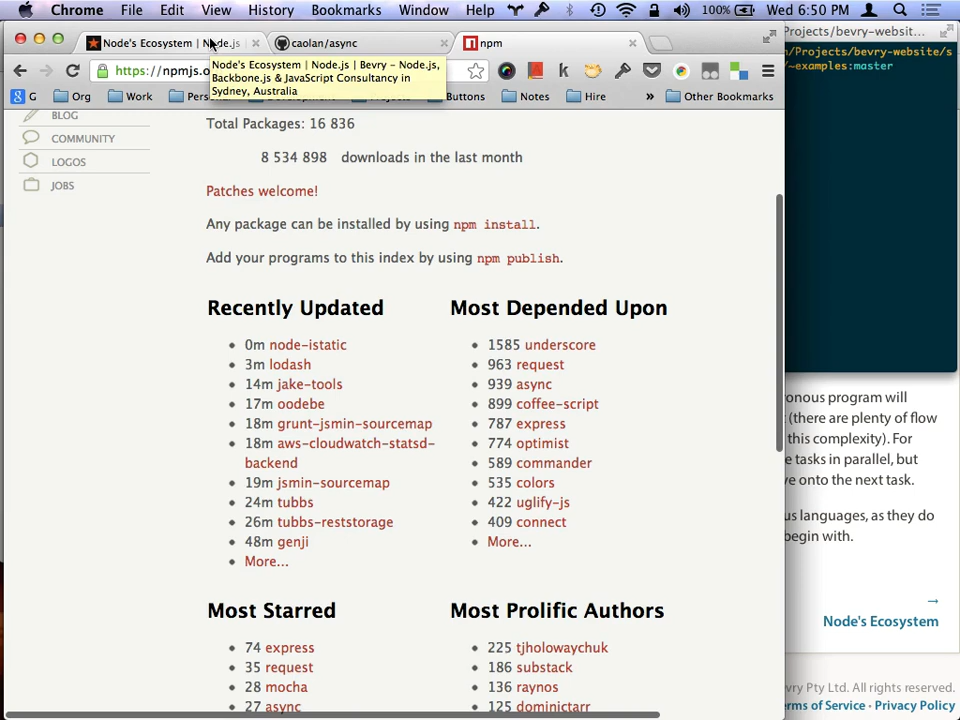 Chrome File Edit View History Bookmarks Window Help 100% Wed 6:50 PM
Node's Ecosystem | Node.js
caolan/async
npm
https://npmjs.o
Node's Ecosystem | Node.js | Bevry – Node.js,
Backbone.js & JavaScript Consultancy in
Sydney, Australia
G Org Work Personal Buttons Notes Hire » Other Bookmarks
BLOG
COMMUNITY
LOGOS
JOBS
Total Packages: 16 836
8 534 898 downloads in the last month
Patches welcome!
Any package can be installed by using npm install.
Add your programs to this index by using npm publish.
Recently Updated
0m node-istatic
3m lodash
14m jake-tools
17m oodebe
18m grunt-jsmin-sourcemap
18m aws-cloudwatch-statsd-
backend
19m jsmin-sourcemap
24m tubbs
26m tubbs-reststorage
48m genji
More...
Most Depended Upon
1585 underscore
963 request
939 async
899 coffee-script
787 express
774 optimist
589 commander
535 colors
422 uglify-js
409 connect
More...
Most Starred
74 express
35 request
28 mocha
27 async
Most Prolific Authors
225 tjholowaychuk
186 substack
136 raynos
125 dominictarr
Projects/bevry-website...
/Projects/bevry-website/s
~examples:master
ronous program will
(there are plenty of flow
this complexity). For
e tasks in parallel, but
ve onto the next task.
us languages, as they do
begin with.
→
Node's Ecosystem
vry Pty Ltd. All rights reserved.
rms of Service · Privacy Policy